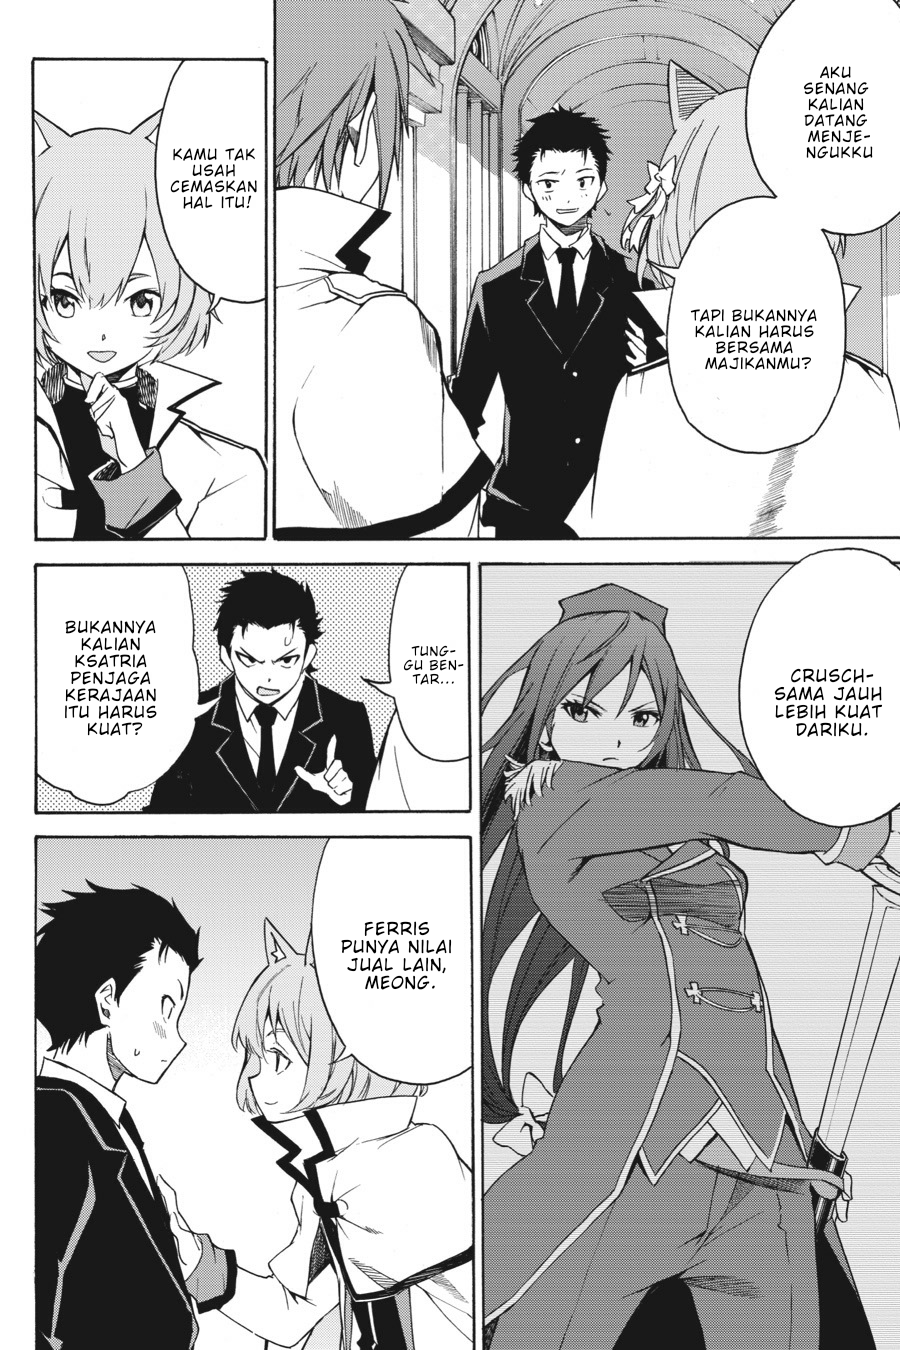 AKU
SENANG
KALIAN
DATANG
MENJE-
NGUKKU
TAPI BUKANNYA
KALIAN HARUS
BERSAMA
MAJIKANMU?
KAMU TAK
USAH
CEMASKAN
HAL ITU!
CRUSCH-
SAMA JAUH
LEBIH KUAT
DARIKU.
TUNG-
GU BEN-
TAR...
BUKANNYA
KALIAN
KSATRIA
PENJAGA
KERAJAAN
ITU HARUS
KUAT?
FERRIS
PUNYA NILAI
JUAL LAIN,
MEONG.